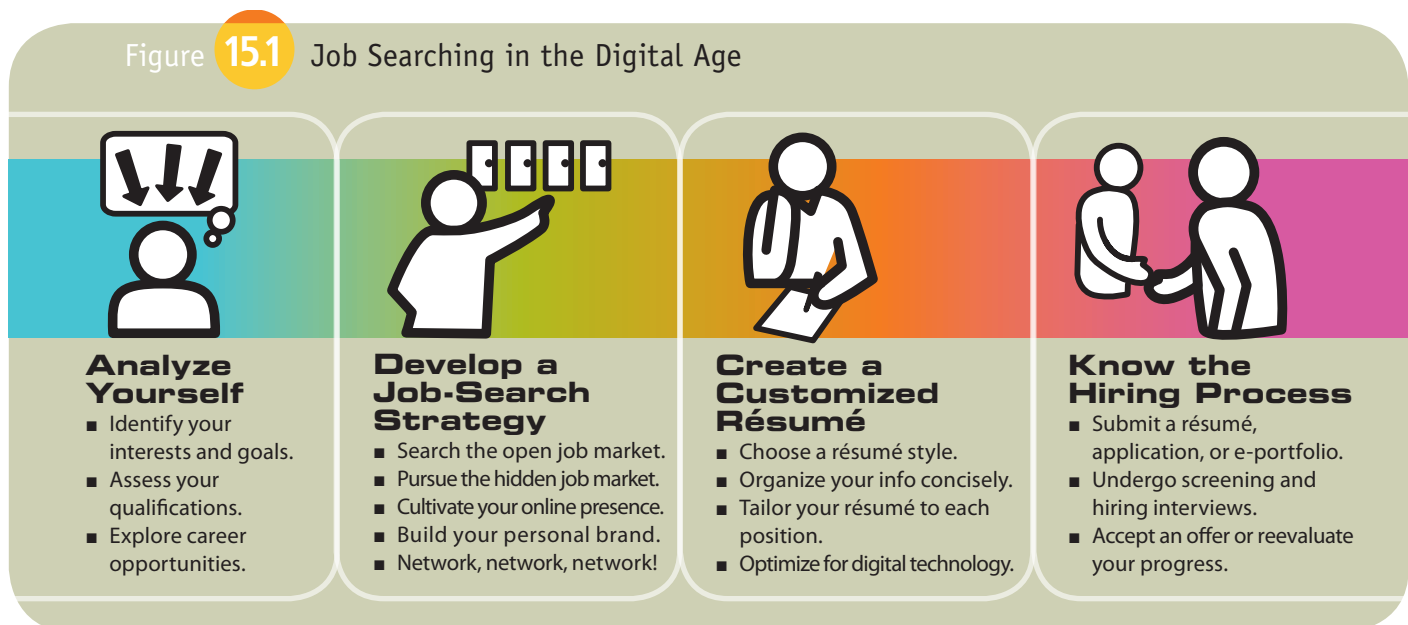 Figure 15.1 Job Searching in the Digital Age
Analyze
Yourself
■ Identify your
interests and goals.
■ Assess your
qualifications.
■ Explore career
opportunities.
Develop a
Job-Search
Strategy
■ Search the open job market.
■ Pursue the hidden job market.
■ Cultivate your online presence.
■ Build your personal brand.
■ Network, network, network!
Create a
Customized
Résumé
■ Choose a résumé style.
■ Organize your info concisely.
■ Tailor your résumé to each
position.
■ Optimize for digital technology.
Know the
Hiring Process
■ Submit a résumé,
application, or e-portfolio.
■ Undergo screening and
hiring interviews.
■ Accept an offer or reevaluate
your progress.